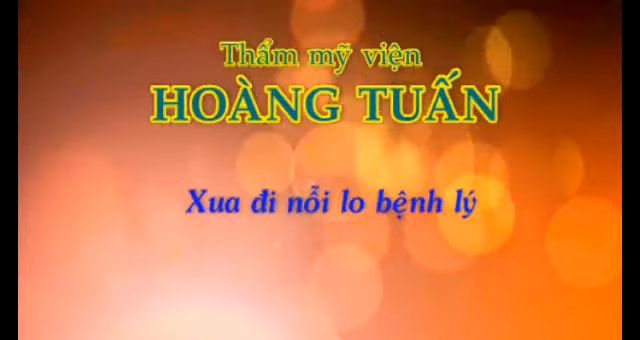 Thẩm mỹ viện
HOÀNG TUẤN
Xua đi nỗi lo bệnh lý